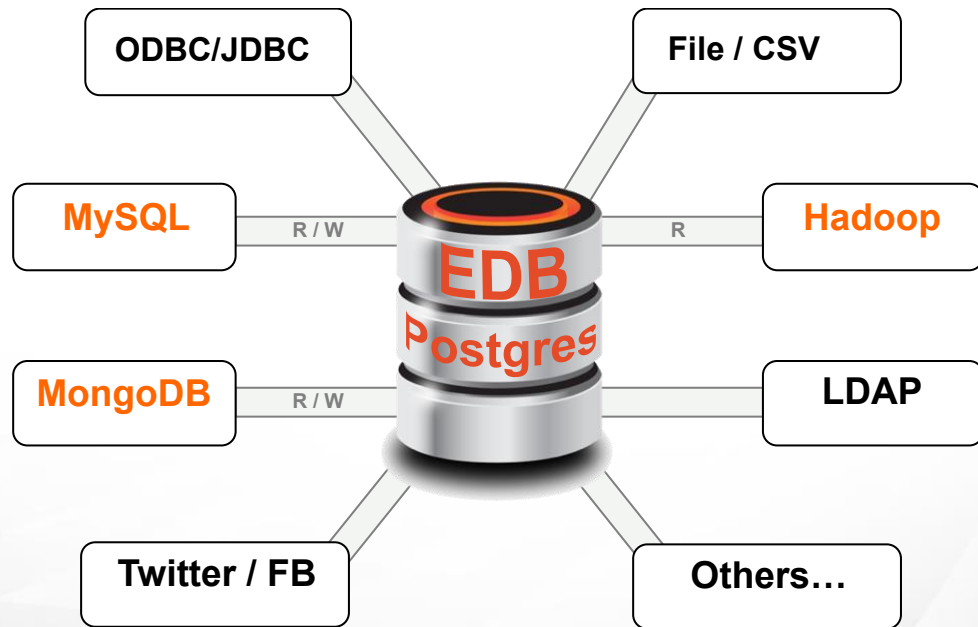 ODBC/JDBC
File / CSV
MySQL
R / W
R
Hadoop
EDB
Postgres
MongoDB
R / W
LDAP
Twitter / FB
Others…